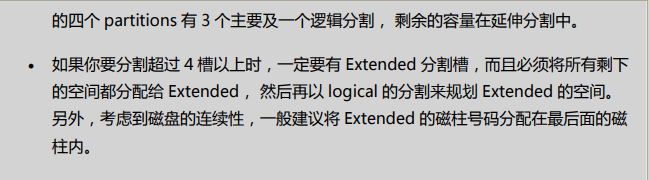 的四个 partitions 有 3 个主要及一个逻辑分割， 剩余的容量在延伸分割中。
• 如果你要分割超过 4 槽以上时，一定要有 Extended 分割槽，而且必须将所有剩下
的空间都分配给 Extended， 然后再以 logical 的分割来规划 Extended 的空间。
另外，考虑到磁盘的连续性，一般建议将 Extended 的磁柱号码分配在最后面的磁
柱内。